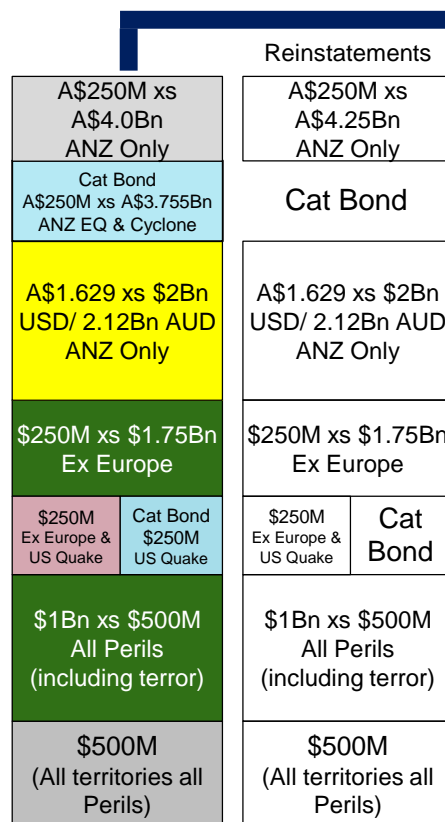 Reinstatements
A$250M xs
A$4.0Bn
ANZ Only
A$250M xs
A$4.25Bn
ANZ Only
Cat Bond
A$250M xs A$3.755Bn
ANZ EQ & Cyclone
Cat Bond
A$1.629 xs $2Bn
USD/ 2.12Bn AUD
ANZ Only
A$1.629 xs $2Bn
USD/ 2.12Bn AUD
ANZ Only
$250M xs $1.75Bn
Ex Europe
$250M xs $1.75Bn
Ex Europe
$250M
Ex Europe &
US Quake
Cat Bond
$250M
US Quake
$250M
Ex Europe &
US Quake
Cat
Bond
$1Bn xs $500M
All Perils
(including terror)
$1Bn xs $500M
All Perils
(including terror)
$500M
(All territories all
Perils)
$500M
(All territories all
Perils)